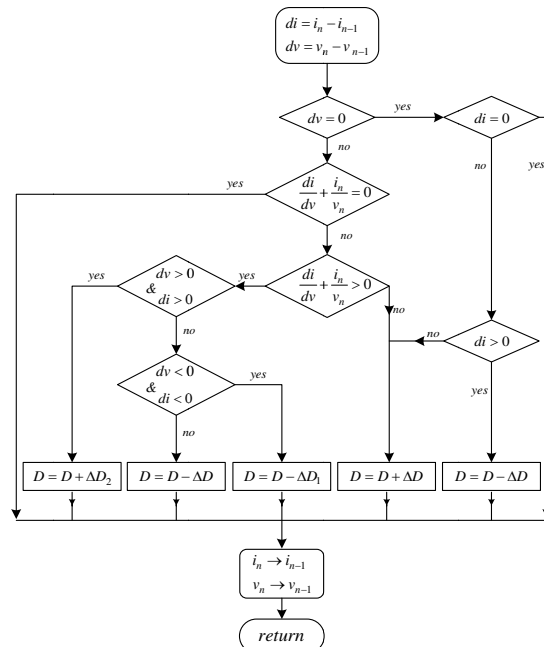 di = i_n − i_{n−1}
dv = v_n − v_{n−1}
dv = 0
yes
di = 0
no
yes
yes
di/dv + i_n/v_n = 0
no
no
yes
dv > 0
&
di > 0
yes
di/dv + i_n/v_n > 0
no
no
di > 0
no
dv < 0
&
di < 0
yes
yes
no
D = D + ΔD_2
D = D − ΔD
D = D − ΔD_1
D = D + ΔD
D = D − ΔD
i_n → i_{n−1}
v_n → v_{n−1}
return